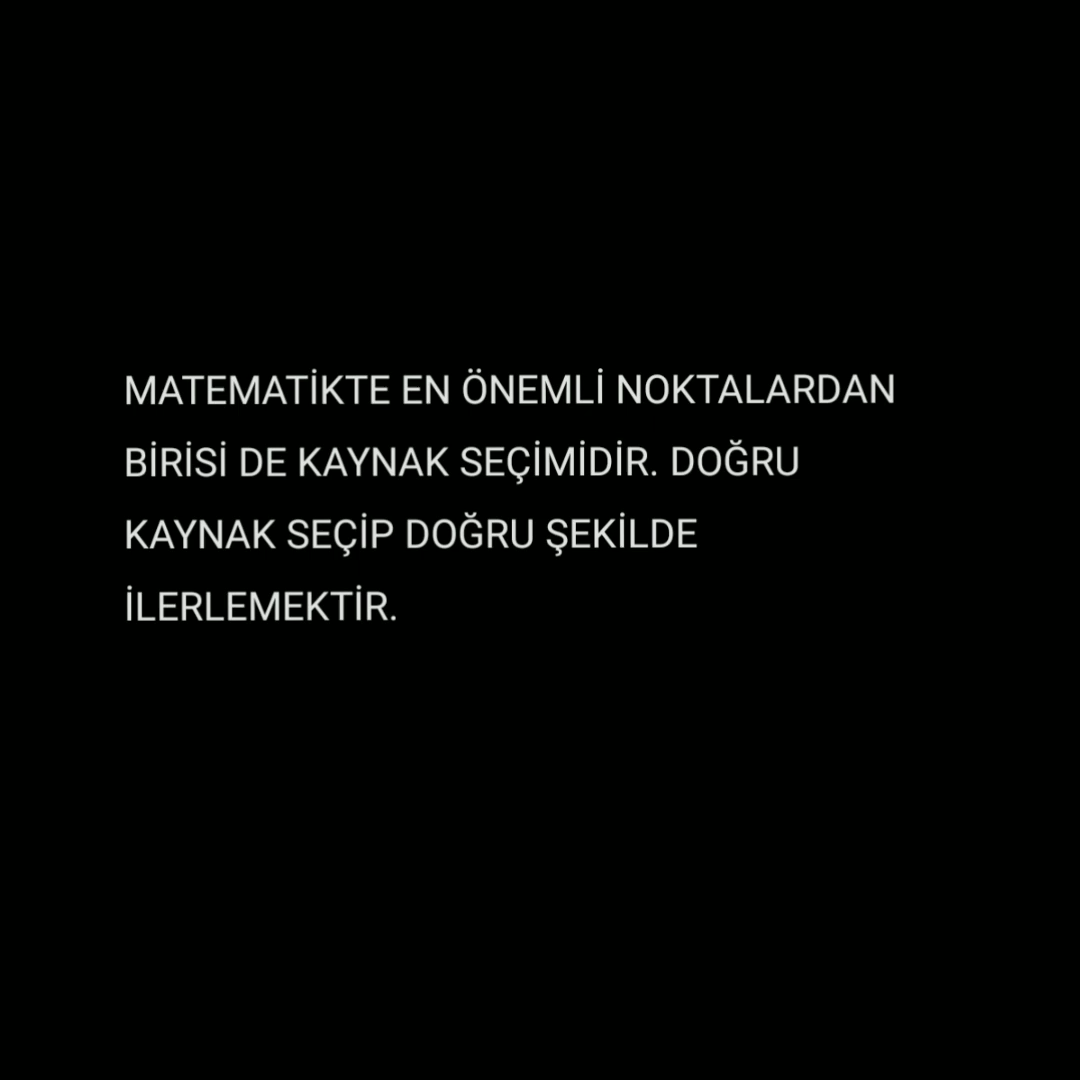 MATEMATİKTE EN ÖNEMLİ NOKTALARDAN
BİRİSİ DE KAYNAK SEÇİMİDİR. DOĞRU
KAYNAK SEÇİP DOĞRU ŞEKİLDE
İLERLEMEKTİR.